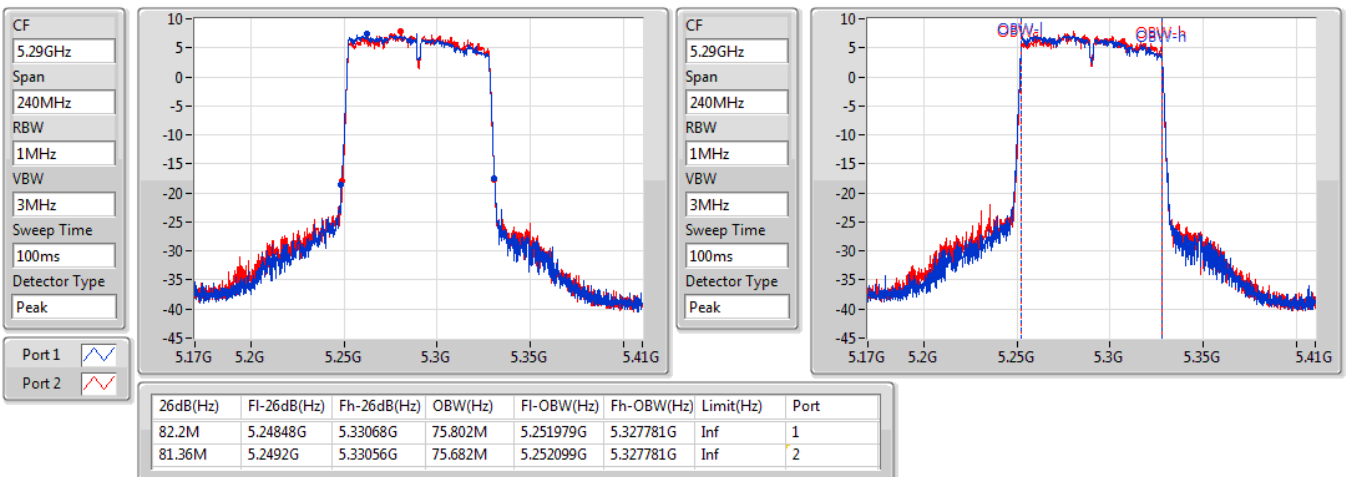 CF
5.29GHz
Span
240MHz
RBW
1MHz
VBW
3MHz
Sweep Time
100ms
Detector Type
Peak
Port 1
Port 2
10
5
0
-5
-10
-15
-20
-25
-30
-35
-40
-45
5.17G 5.2G 5.25G 5.3G 5.35G 5.41G
CF
5.29GHz
Span
240MHz
RBW
1MHz
VBW
3MHz
Sweep Time
100ms
Detector Type
Peak
OBW-l OBW-h
10
5
0
-5
-10
-15
-20
-25
-30
-35
-40
-45
5.17G 5.2G 5.25G 5.3G 5.35G 5.41G
26dB(Hz) Fl-26dB(Hz) Fh-26dB(Hz) OBW(Hz) Fl-OBW(Hz) Fh-OBW(Hz) Limit(Hz) Port
82.2M 5.24848G 5.33068G 75.802M 5.251979G 5.327781G Inf 1
81.36M 5.2492G 5.33056G 75.682M 5.252099G 5.327781G Inf 2